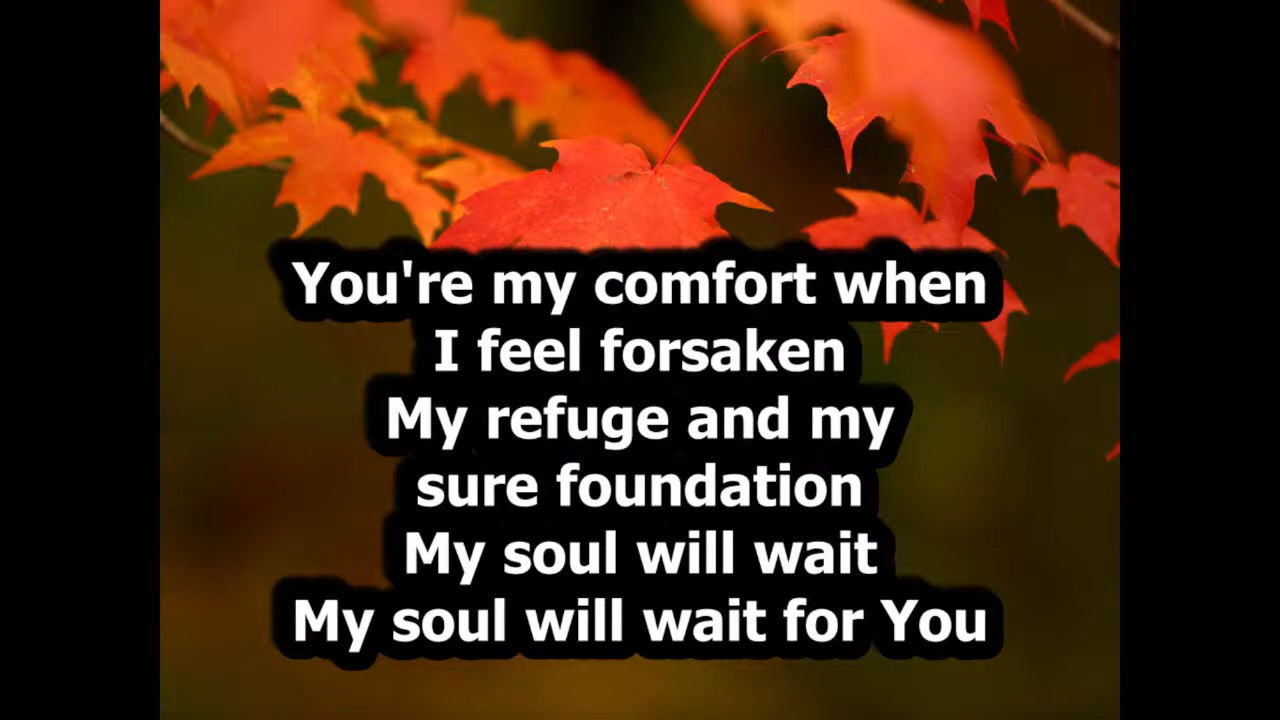 You're my comfort when
I feel forsaken
My refuge and my
sure foundation
My soul will wait
My soul will wait for You